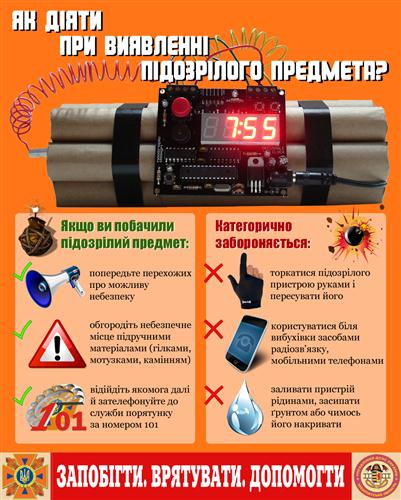 ЯК ДІЯТИ
ПРИ ВИЯВЛЕННІ
ПІДОЗРІЛОГО ПРЕДМЕТА?
7:55
Якщо ви побачили
підозрілий предмет:
попередьте перехожих
про можливу
небезпеку
огородіть небезпечне
місце підручними
матеріалами (гілками,
мотузками, камінням)
101
відійдіть якомога далі
й зателефонуйте до
служби порятунку
за номером 101
Категорично
забороняється:
торкатися підозрілого
пристрою руками і
пересувати його
користуватися біля
вибухівки засобами
радіозв'язку,
мобільними телефонами
заливати пристрій
рідинами, засипати
ґрунтом або чимось
його накривати
ЗАПОБІГТИ. ВРЯТУВАТИ. ДОПОМОГТИ